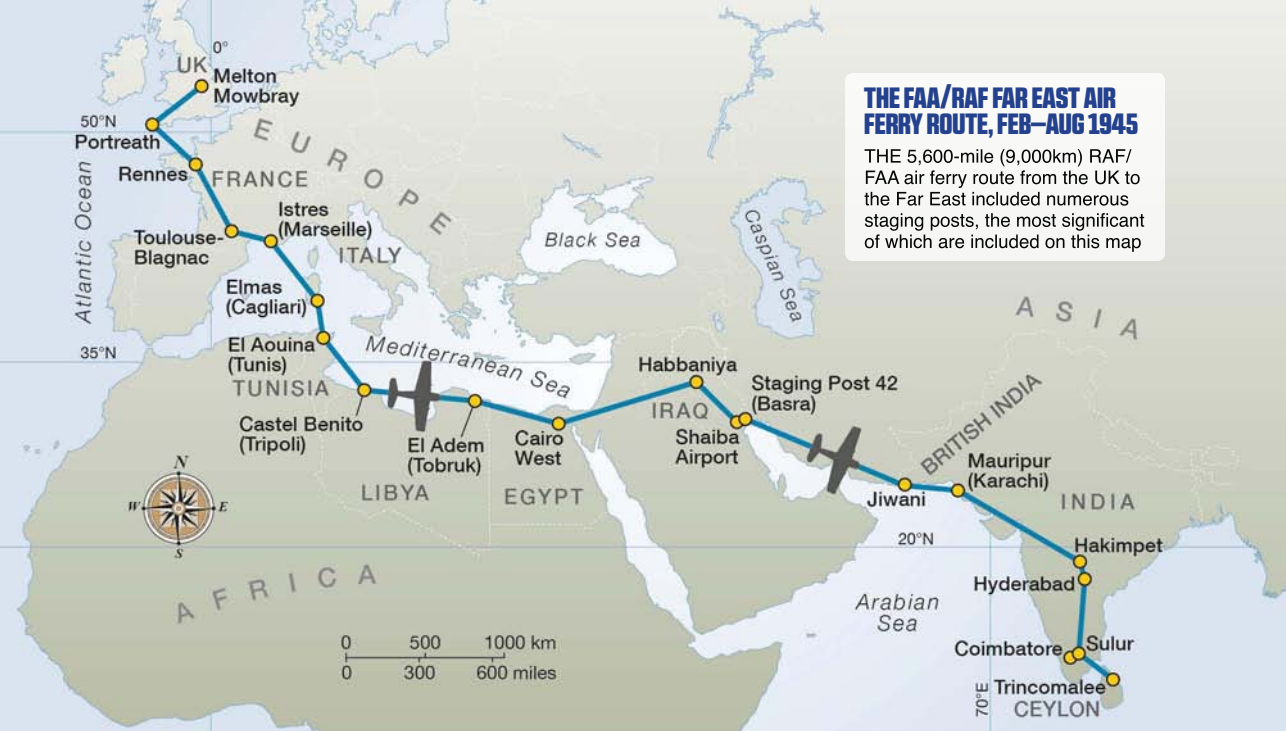 THE FAA/RAF FAR EAST AIR
FERRY ROUTE, FEB–AUG 1945
THE 5,600-mile (9,000km) RAF/
FAA air ferry route from the UK to
the Far East included numerous
staging posts, the most significant
of which are included on this map
0°
UK
Melton
Mowbray
50°N
Portreath
Rennes
FRANCE
EUROPE
Atlantic Ocean
Istres
(Marseille)
Toulouse-
Blagnac
ITALY
Black Sea
Caspian Sea
Elmas
(Cagliari)
ASIA
35°N
El Aouina
(Tunis)
Mediterranean Sea
TUNISIA
Habbaniya
Staging Post 42
(Basra)
IRAQ
Castel Benito
(Tripoli)
El Adem
(Tobruk)
Cairo
West
Shaiba
Airport
BRITISH INDIA
Mauripur
(Karachi)
Jiwani
INDIA
LIBYA
EGYPT
N
W
E
S
20°N
Hakimpet
Hyderabad
AFRICA
Arabian
Sea
0
500
1000 km
0
300
600 miles
Coimbatore
Sulur
70°E
Trincomalee
CEYLON